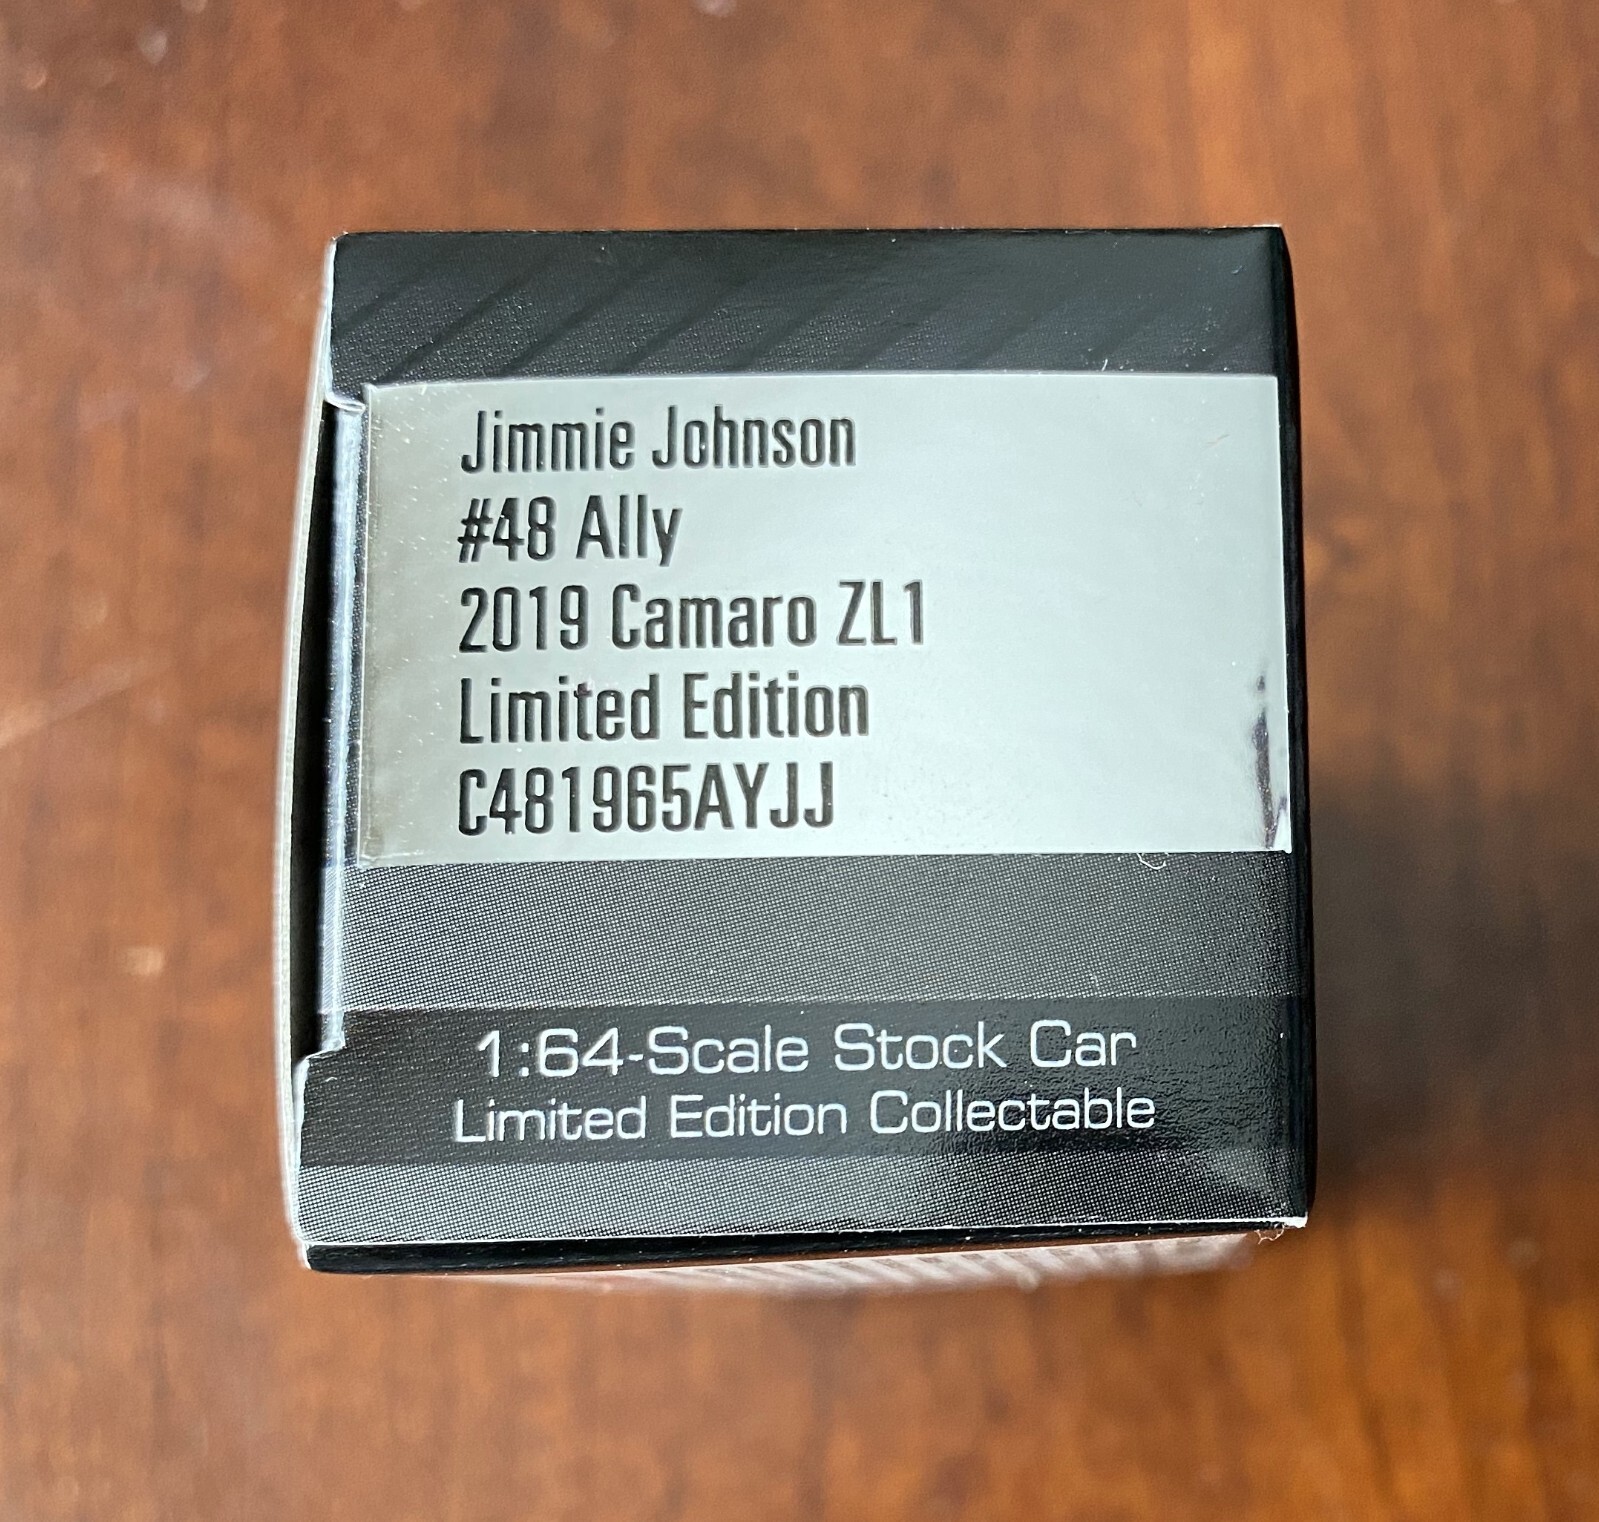 Jimmie Johnson
#48 Ally
2019 Camaro ZL1
Limited Edition
C481965AYJJ
1:64-Scale Stock Car
Limited Edition Collectable